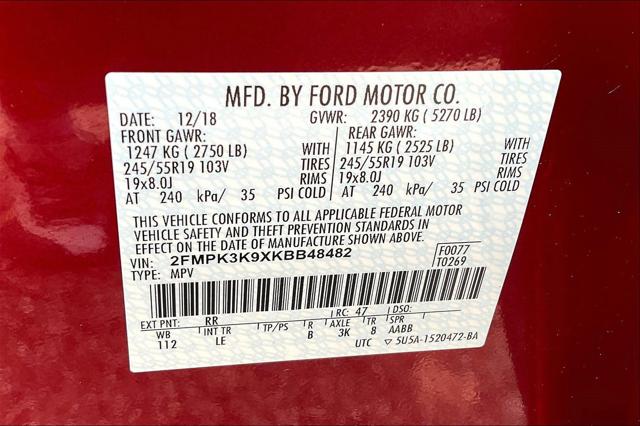 MFD. BY FORD MOTOR CO.
DATE: 12/18 GVWR: 2390 KG ( 5270 LB)
FRONT GAWR: REAR GAWR:
1247 KG ( 2750 LB) WITH 1145 KG ( 2525 LB) WITH
245/55R19 103V TIRES 245/55R19 103V TIRES
19x8.0J RIMS 19x8.0J RIMS
AT 240 kPa/ 35 PSI COLD AT 240 kPa/ 35 PSI COLD
THIS VEHICLE CONFORMS TO ALL APPLICABLE FEDERAL MOTOR
VEHICLE SAFETY AND THEFT PREVENTION STANDARDS IN
EFFECT ON THE DATE OF MANUFACTURE SHOWN ABOVE.
VIN: 2FMPK3K9XKBB48482 F0077
TYPE: MPV T0269
EXT PNT: RR RC: 47 DSO:
WB INT TR TP/PS R AXLE TR SPR
112 LE B 3K 8 AABB
UTC ▽ 5U5A-1520472-BA